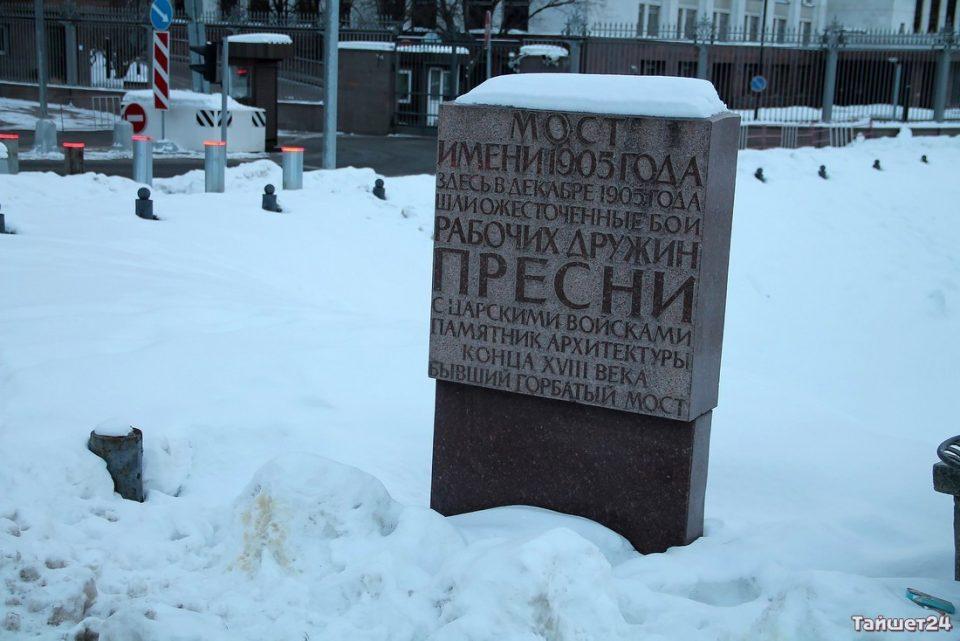 МОСТ
ИМЕНИ 1905 ГОДА
ЗДЕСЬ В ДЕКАБРЕ 1905 ГОДА
ШЛИ ОЖЕСТОЧЕННЫЕ БОИ
РАБОЧИХ ДРУЖИН
ПРЕСНИ
С ЦАРСКИМИ ВОЙСКАМИ
ПАМЯТНИК АРХИТЕКТУРЫ
КОНЦА XVIII ВЕКА
БЫВШИЙ ГОРБАТЫЙ МОСТ
Тайшет24